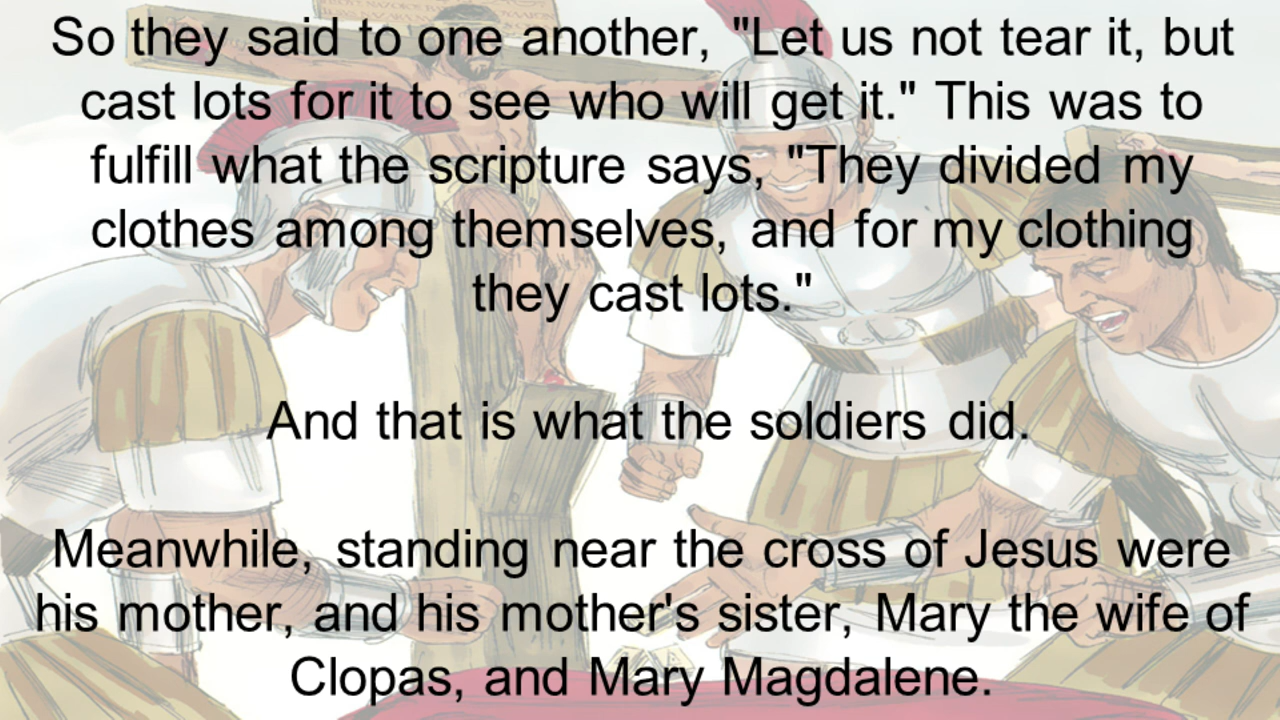 So they said to one another, "Let us not tear it, but
cast lots for it to see who will get it." This was to
fulfill what the scripture says, "They divided my
clothes among themselves, and for my clothing
they cast lots."
And that is what the soldiers did.
Meanwhile, standing near the cross of Jesus were
his mother, and his mother's sister, Mary the wife of
Clopas, and Mary Magdalene.